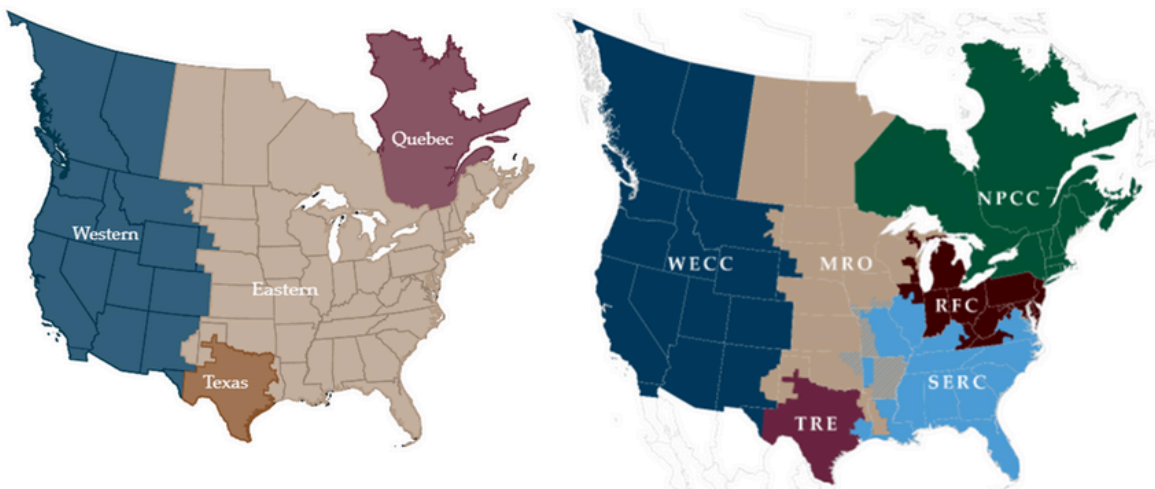 Quebec
Western
Eastern
Texas
NPCC
WECC
MRO
RFC
SERC
TRE